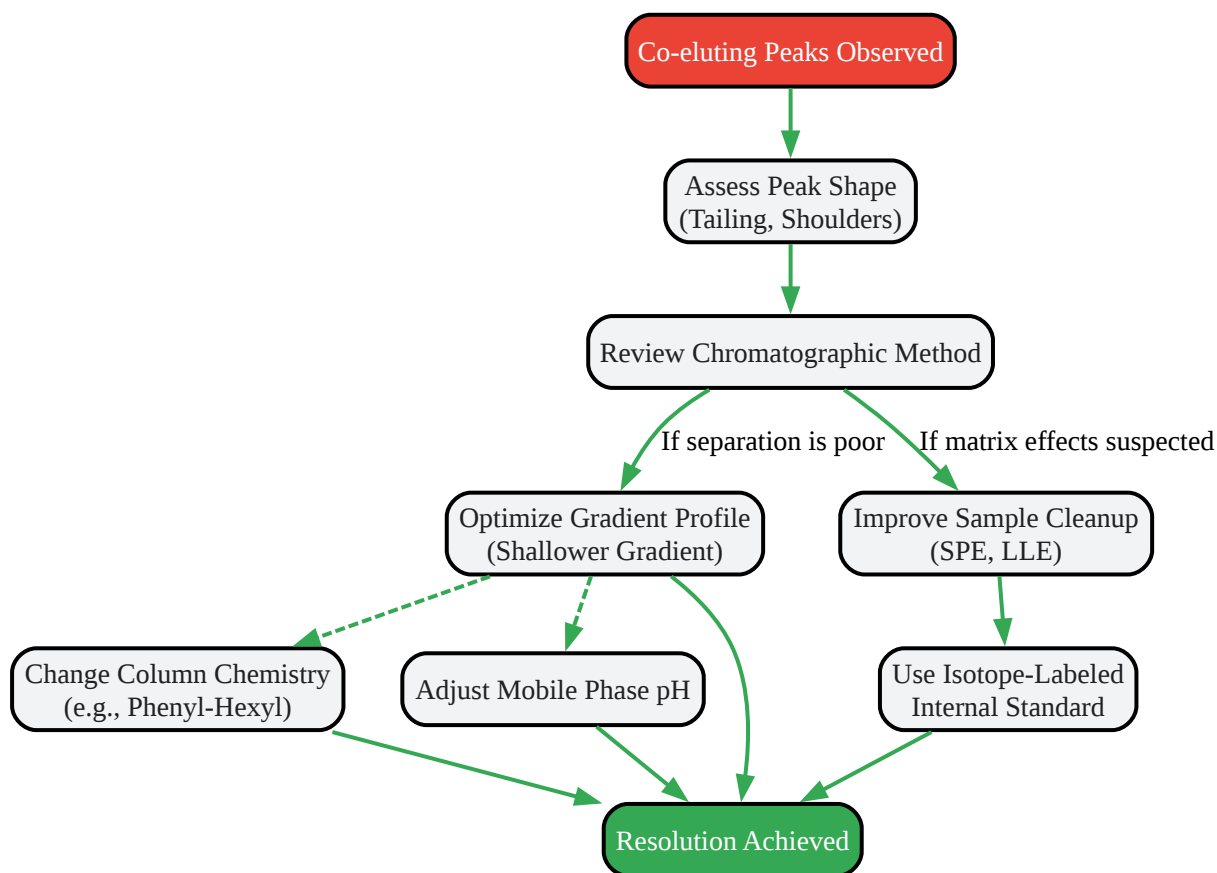 Co-eluting Peaks Observed
Assess Peak Shape
(Tailing, Shoulders)
Review Chromatographic Method
If separation is poor
If matrix effects suspected
Optimize Gradient Profile
(Shallower Gradient)
Improve Sample Cleanup
(SPE, LLE)
Change Column Chemistry
(e.g., Phenyl-Hexyl)
Adjust Mobile Phase pH
Use Isotope-Labeled
Internal Standard
Resolution Achieved